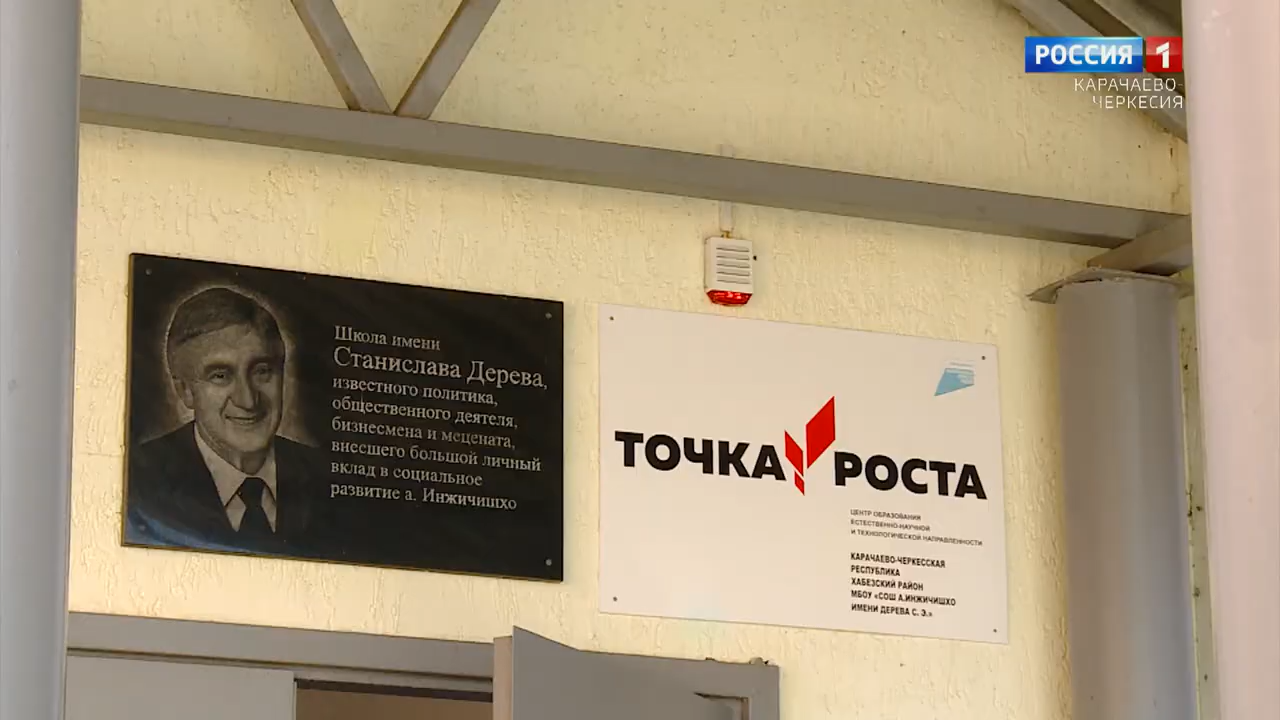 РОССИЯ 1
КАРАЧАЕВО-
ЧЕРКЕСИЯ
Школа имени
Станислава Дерева,
известного политика,
общественного деятеля,
бизнесмена и мецената,
внесшего большой личный
вклад в социальное
развитие а. Инжичишхо
ТОЧКА РОСТА
ЦЕНТР ОБРАЗОВАНИЯ
ЕСТЕСТВЕННО-НАУЧНОЙ
И ТЕХНОЛОГИЧЕСКОЙ НАПРАВЛЕННОСТИ
КАРАЧАЕВО-ЧЕРКЕССКАЯ
РЕСПУБЛИКА
ХАБЕЗСКИЙ РАЙОН
МБОУ «СОШ А.ИНЖИЧИШХО
ИМЕНИ ДЕРЕВА С. Э.»